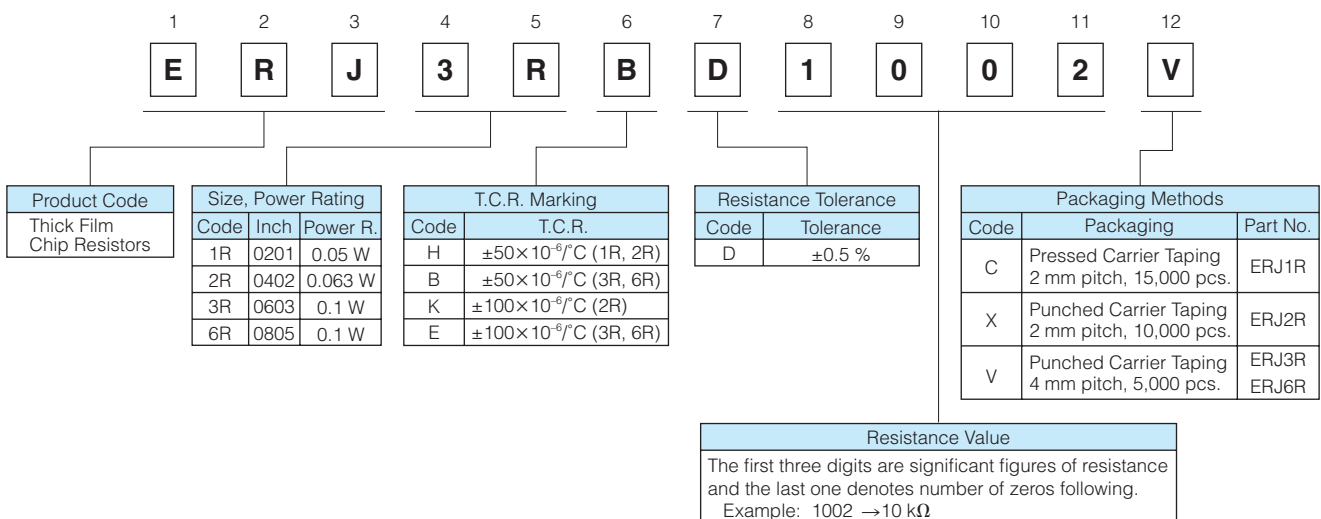 1 2 3 4 5 6 7 8 9 10 11 12
E R J 3 R B D 1 0 0 2 V
Product Code
Thick Film
Chip Resistors
Size, Power Rating
Code Inch Power R.
1R 0201 0.05 W
2R 0402 0.063 W
3R 0603 0.1 W
6R 0805 0.1 W
T.C.R. Marking
Code T.C.R.
H ±50×10⁻⁶/°C (1R, 2R)
B ±50×10⁻⁶/°C (3R, 6R)
K ±100×10⁻⁶/°C (2R)
E ±100×10⁻⁶/°C (3R, 6R)
Resistance Tolerance
Code Tolerance
D ±0.5 %
Packaging Methods
Code Packaging Part No.
C Pressed Carrier Taping
2 mm pitch, 15,000 pcs. ERJ1R
X Punched Carrier Taping
2 mm pitch, 10,000 pcs. ERJ2R
V Punched Carrier Taping ERJ3R
4 mm pitch, 5,000 pcs. ERJ6R
Resistance Value
The first three digits are significant figures of resistance
and the last one denotes number of zeros following.
Example: 1002 →10 kΩ